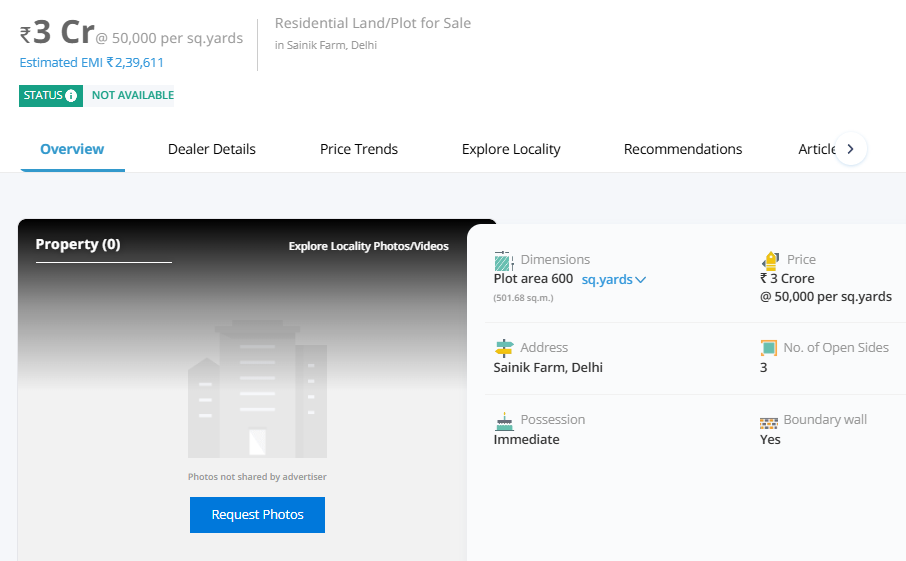 ₹3 Cr @ 50,000 per sq.yards
Estimated EMI ₹2,39,611
Residential Land/Plot for Sale
in Sainik Farm, Delhi
STATUS i NOT AVAILABLE
Overview Dealer Details Price Trends Explore Locality Recommendations Article
Property (0) Explore Locality Photos/Videos
Photos not shared by advertiser
Request Photos
Dimensions
Plot area 600 sq.yards
(501.68 sq.m.)
Price
₹ 3 Crore
@ 50,000 per sq.yards
Address
Sainik Farm, Delhi
No. of Open Sides
3
Possession
Immediate
Boundary wall
Yes